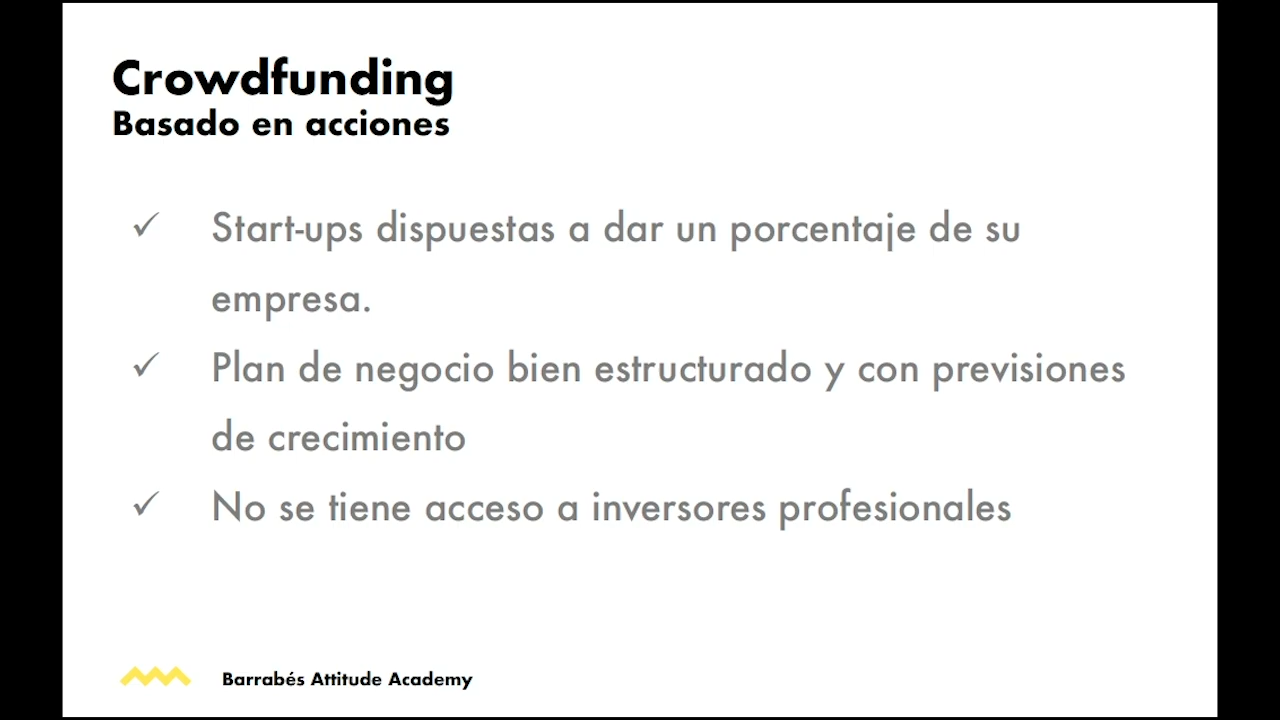 Crowdfunding
Basado en acciones
✓ Start-ups dispuestas a dar un porcentaje de su
empresa.
✓ Plan de negocio bien estructurado y con previsiones
de crecimiento
✓ No se tiene acceso a inversores profesionales
Barrabés Attitude Academy